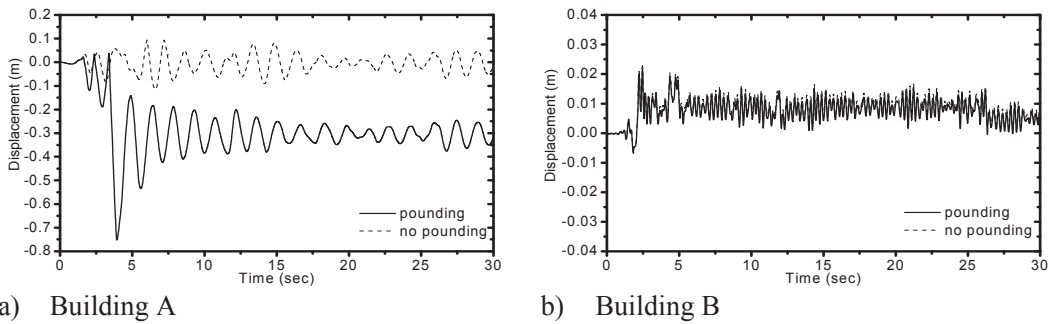 0.2
0.1
0.0
-0.1
-0.2
-0.3
-0.4
-0.5
-0.6
-0.7
-0.8
Displacement (m)
pounding
no pounding
0 5 10 15 20 25 30
Time (sec)
a) Building A
0.04
0.03
0.02
0.01
0.00
-0.01
-0.02
-0.03
-0.04
Displacement (m)
pounding
no pounding
0 5 10 15 20 25 30
Time (sec)
b) Building B